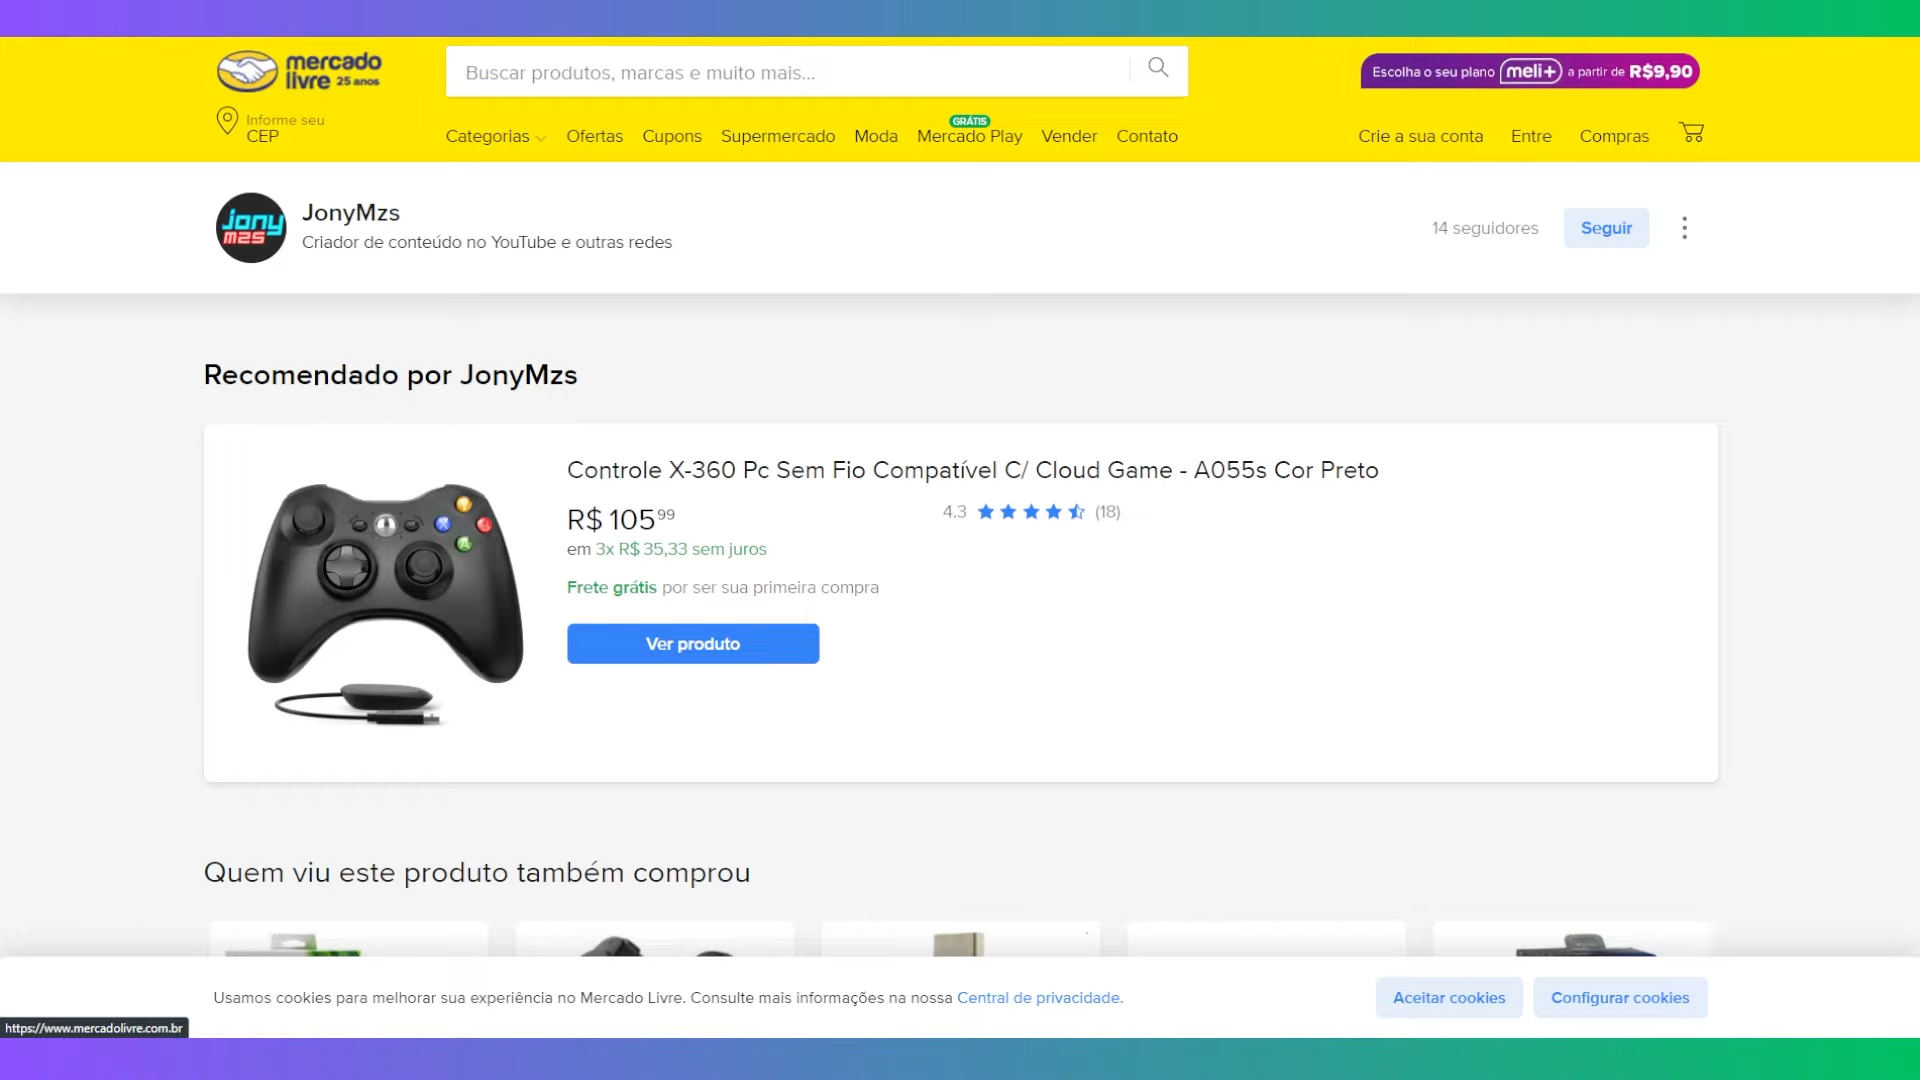 mercado
livre 25 anos
Buscar produtos, marcas e muito mais...
Escolha o seu plano meli+ a partir de R$9,90
Informe seu
CEP
Categorias
Ofertas
Cupons
Supermercado
Moda
GRÁTIS
Mercado Play
Vender
Contato
Crie a sua conta
Entre
Compras
jony
mzs
JonyMzs
Criador de conteúdo no YouTube e outras redes
14 seguidores
Seguir
Recomendado por JonyMzs
Controle X-360 Pc Sem Fio Compatível C/ Cloud Game - A055s Cor Preto
R$ 105 99
4.3
(18)
em 3x R$ 35,33 sem juros
Frete grátis por ser sua primeira compra
Ver produto
Quem viu este produto também comprou
Usamos cookies para melhorar sua experiência no Mercado Livre. Consulte mais informações na nossa Central de privacidade.
Aceitar cookies
Configurar cookies
https://www.mercadolivre.com.br